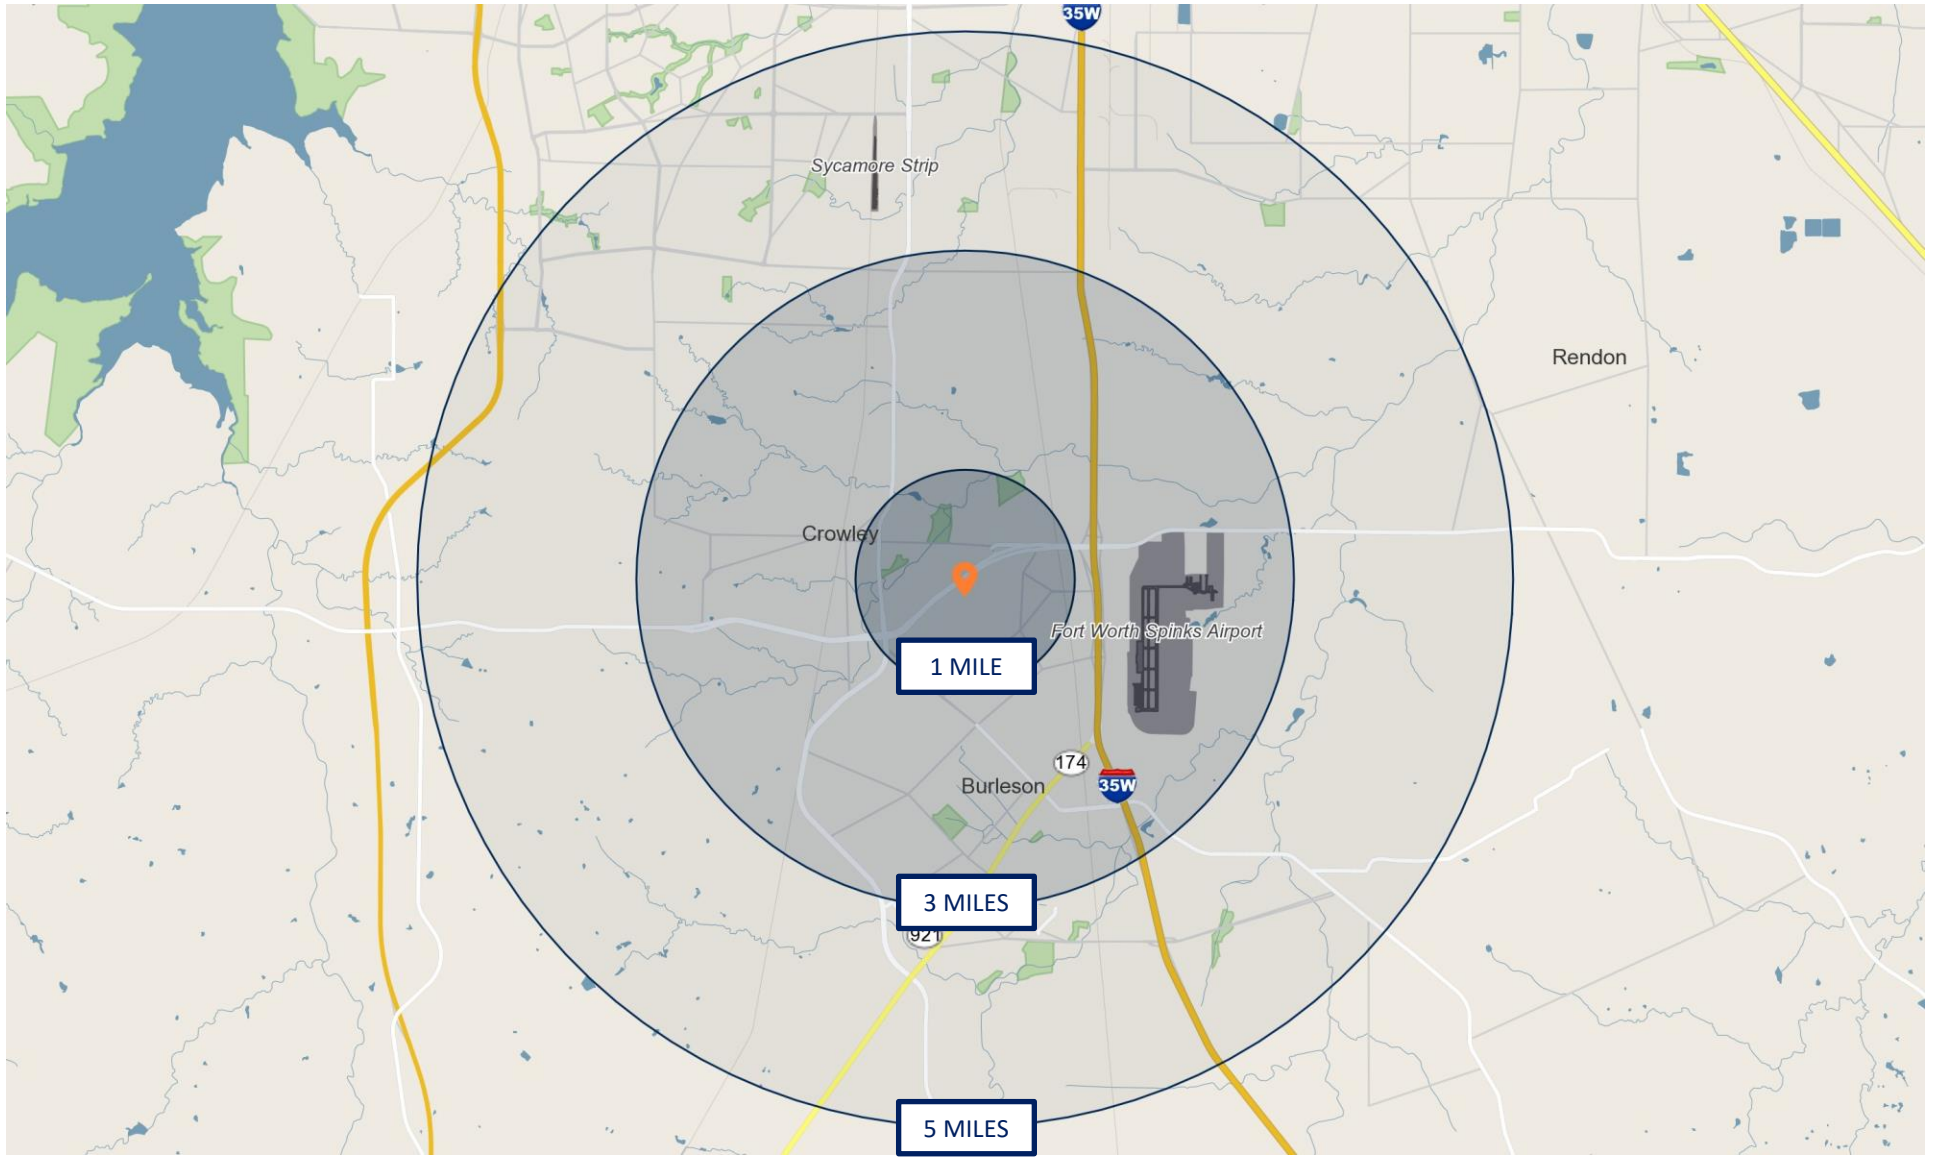 35W
Sycamore Strip
Rendon
Crowley
Fort Worth Spinks Airport
1 MILE
174
Burleson
35W
3 MILES
921
5 MILES